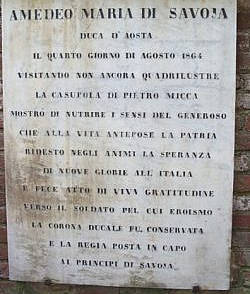 AMEDEO MARIA DI SAVOJA
DUCA D'AOSTA
IL QUARTO GIORNO DI AGOSTO 1864
VISITANDO NON ANCORA QUADRILUSTRE
LA CASUPOLA DI PIETRO MICCA
MOSTRO DI NUTRIRE I SENSI DEL GENEROSO
CHE ALLA VITA ANTEPOSE LA PATRIA
RIDESTO NEGLI ANIMI LA SPERANZA
DI NUOVE GLORIE ALL'ITALIA
E FECE ATTO DI VIVA GRATITUDINE
VERSO IL SOLDATO PEL CUI EROISMO
LA CORONA DUCALE FU CONSERVATA
E LA REGIA POSTA IN CAPO
AI PRINCIPI DI SAVOJA